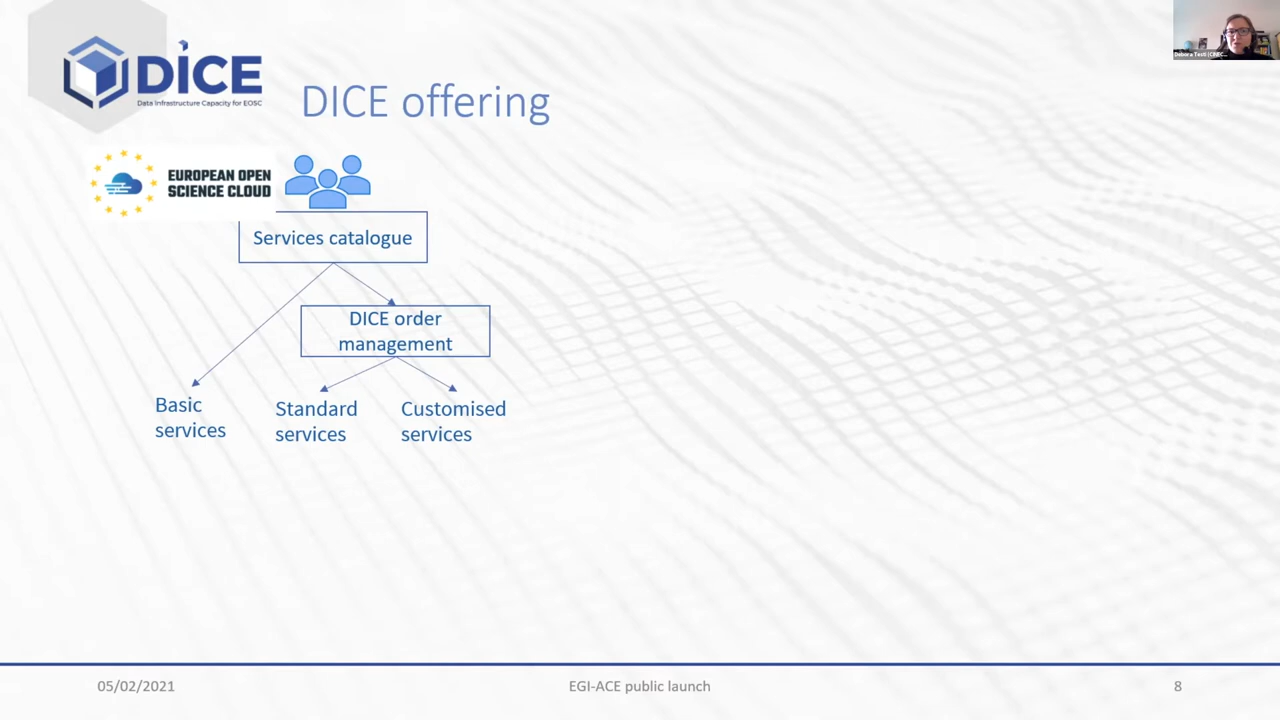 DiCE
Data Infrastructure Capacity for EOSC
DICE offering
EUROPEAN OPEN
SCIENCE CLOUD
Services catalogue
DICE order
management
Basic
services
Standard
services
Customised
services
05/02/2021
EGI-ACE public launch
8